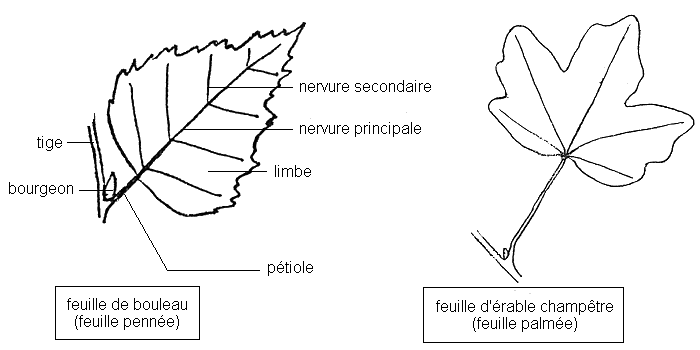 nervure secondaire
nervure principale
tige
limbe
bourgeon
pétiole
feuille de bouleau
(feuille pennée)
feuille d'érable champêtre
(feuille palmée)